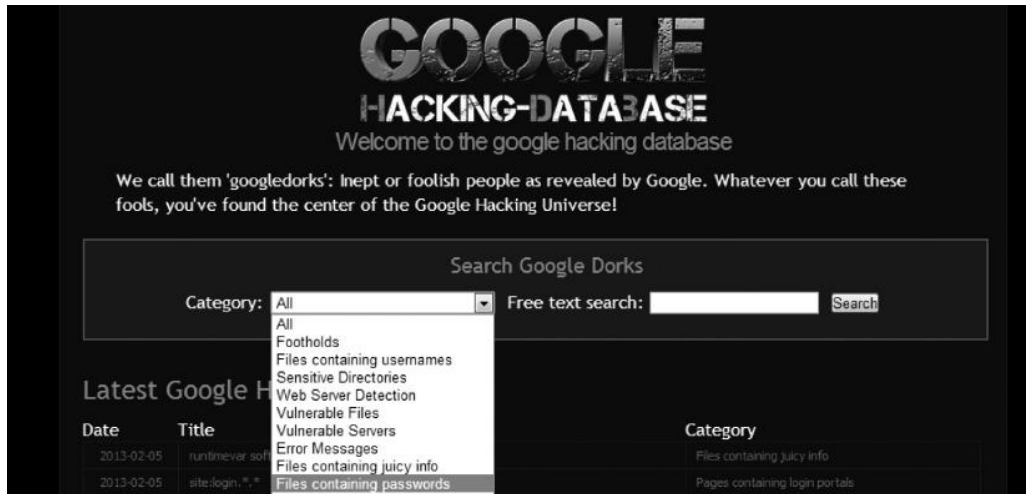 GOOGLE
HACKING-DATABASE
Welcome to the google hacking database
We call them 'googledorks': Inept or foolish people as revealed by Google. Whatever you call these
fools, you've found the center of the Google Hacking Universe!
Search Google Dorks
Category: All Free text search: Search
All
Footholds
Files containing usernames
Sensitive Directories
Web Server Detection
Vulnerable Files
Vulnerable Servers
Error Messages
Files containing juicy info
Files containing passwords
Latest Google H
Date Title Category
2013-02-05 runtimevar soft Files containing juicy info
2013-02-05 site:login.*.* Pages containing login portals